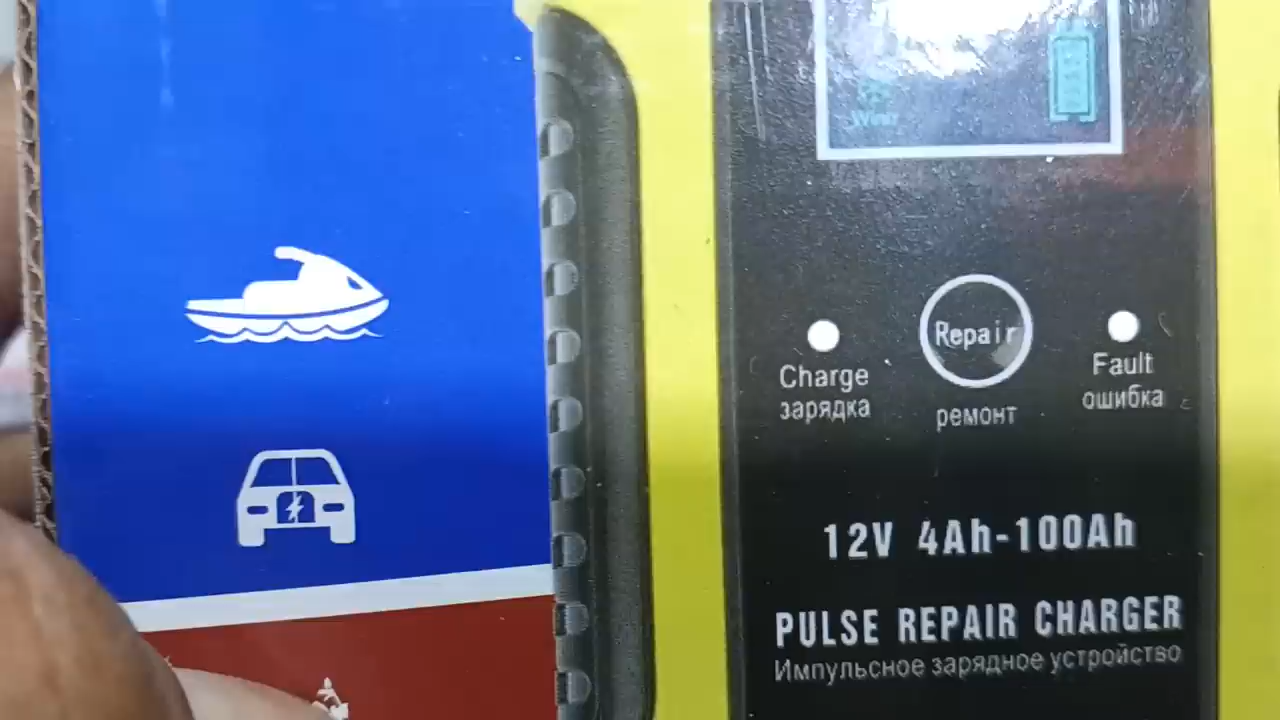 Charge
зарядка
Repair
ремонт
Fault
ошибка
12V 4Ah-100Ah
PULSE REPAIR CHARGER
Импульсное зарядное устройство